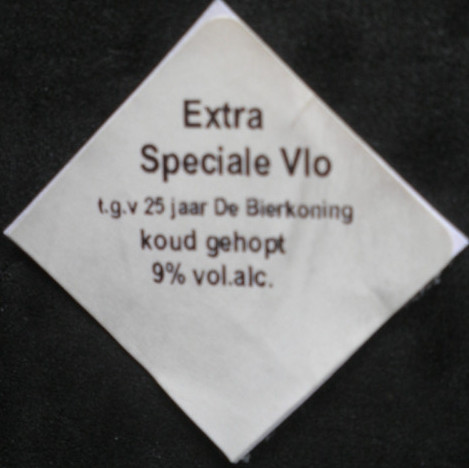 Extra
Speciale Vlo
t.g.v 25 jaar De Bierkoning
koud gehopt
9% vol.alc.